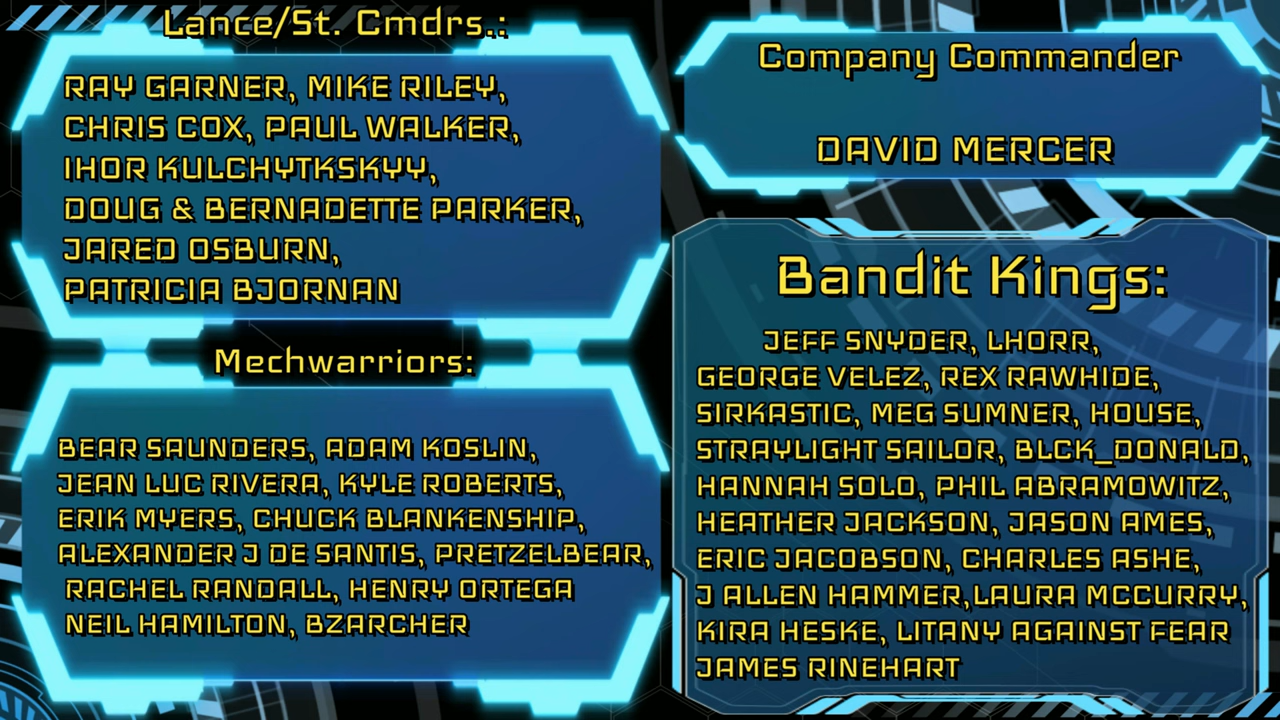 Lance/St. Cmdrs.:
RAY GARNER, MIKE RILEY,
CHRIS COX, PAUL WALKER,
IHOR KULCHYTKSKYY,
DOUG & BERNADETTE PARKER,
JARED OSBURN,
PATRICIA BJORNAN
Mechwarriors:
BEAR SAUNDERS, ADAM KOSLIN,
JEAN LUC RIVERA, KYLE ROBERTS,
ERIK MYERS, CHUCK BLANKENSHIP,
ALEXANDER J DE SANTIS, PRETZELBEAR,
RACHEL RANDALL, HENRY ORTEGA
NEIL HAMILTON, BZARCHER
Company Commander
DAVID MERCER
Bandit Kings:
JEFF SNYDER, LHORR,
GEORGE VELEZ, REX RAWHIDE,
SIRKASTIC, MEG SUMNER, HOUSE,
STRAYLIGHT SAILOR, BLCK_DONALD,
HANNAH SOLO, PHIL ABRAMOWITZ,
HEATHER JACKSON, JASON AMES,
ERIC JACOBSON, CHARLES ASHE,
J ALLEN HAMMER,LAURA MCCURRY,
KIRA HESKE, LITANY AGAINST FEAR
JAMES RINEHART